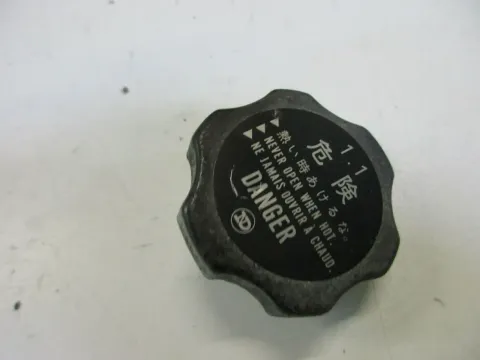 1.1
危険
▶熱い時あけるな。
▶NEVER OPEN WHEN HOT.
▶NE JAMAIS OUVRIR À CHAUD.
DANGER
ND